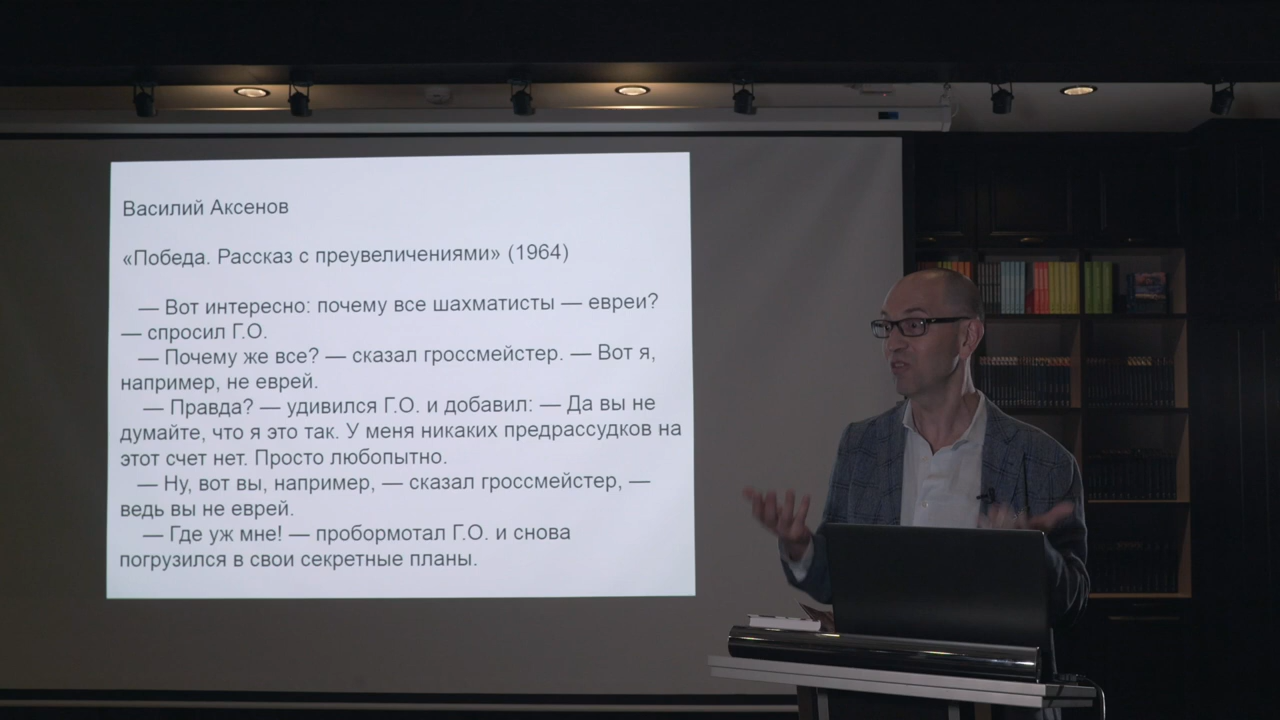 Василий Аксенов
«Победа. Рассказ с преувеличениями» (1964)
— Вот интересно: почему все шахматисты — евреи?
— спросил Г.О.
— Почему же все? — сказал гроссмейстер. — Вот я,
например, не еврей.
— Правда? — удивился Г.О. и добавил: — Да вы не
думайте, что я это так. У меня никаких предрассудков на
этот счет нет. Просто любопытно.
— Ну, вот вы, например, — сказал гроссмейстер, —
ведь вы не еврей.
— Где уж мне! — пробормотал Г.О. и снова
погрузился в свои секретные планы.